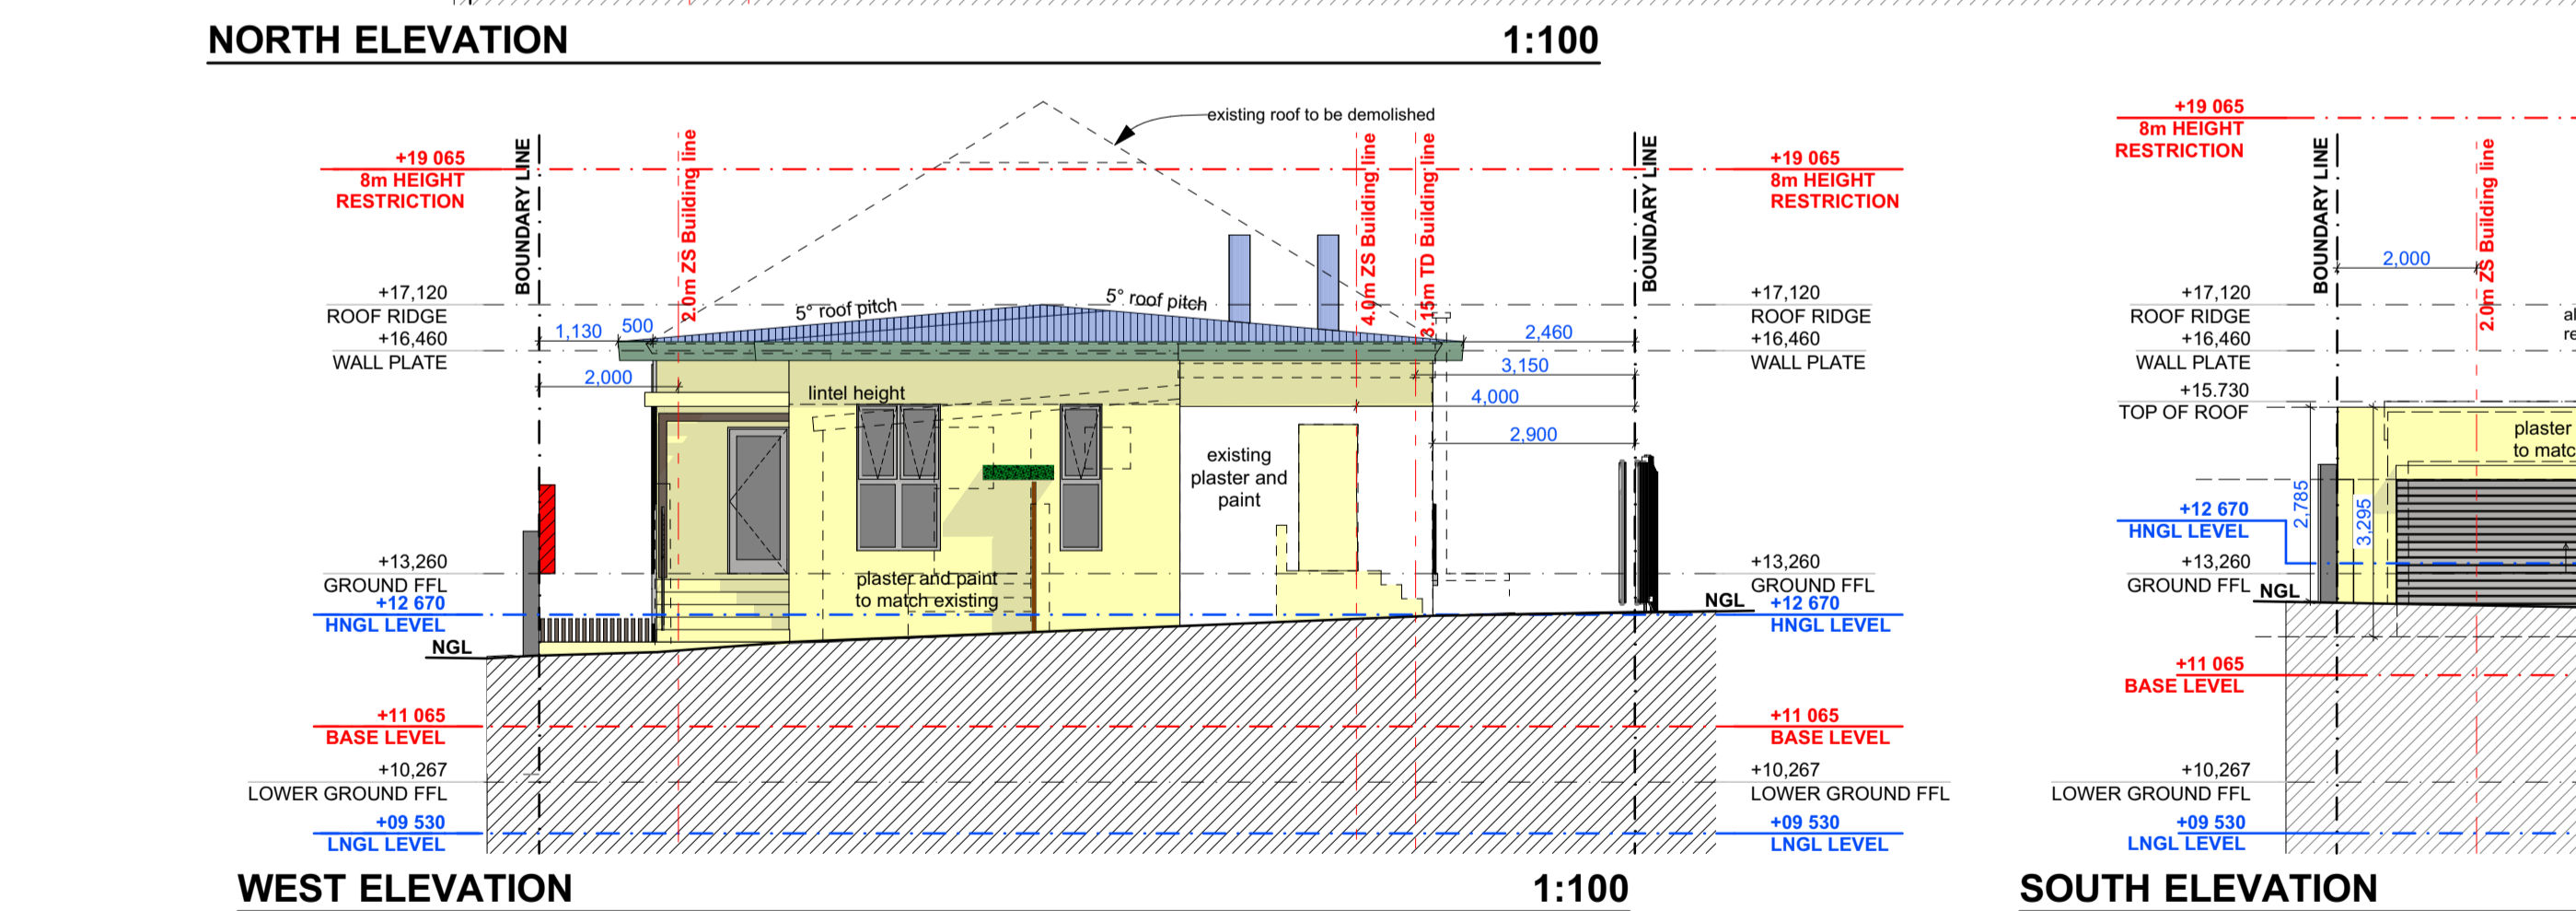 NORTH ELEVATION 1:100
existing roof to be demolished
BOUNDARY LINE
2.0m ZS Building line
4.0m ZS Building line
3.15m TD Building line
BOUNDARY LINE
+19 065
8m HEIGHT
RESTRICTION
+19 065
8m HEIGHT
RESTRICTION
+17,120
ROOF RIDGE
+16,460
WALL PLATE
1,130
500
5° roof pitch
5° roof pitch
2,460
+17,120
ROOF RIDGE
+16,460
WALL PLATE
2,000
3,150
lintel height
4,000
2,900
existing
plaster and
paint
plaster and paint
to match existing
+13,260
GROUND FFL
+12 670
HNGL LEVEL
NGL
NGL
+13,260
GROUND FFL
+12 670
HNGL LEVEL
+11 065
BASE LEVEL
+11 065
BASE LEVEL
+10,267
LOWER GROUND FFL
+10,267
LOWER GROUND FFL
+09 530
LNGL LEVEL
+09 530
LNGL LEVEL
WEST ELEVATION 1:100
+19 065
8m HEIGHT
RESTRICTION
BOUNDARY LINE
2.0m ZS Building line
2,000
+17,120
ROOF RIDGE
+16,460
WALL PLATE
al
re
+15.730
TOP OF ROOF
plaster
to matc
2,785
3,295
+12 670
HNGL LEVEL
+13,260
GROUND FFL
NGL
+11 065
BASE LEVEL
+10,267
LOWER GROUND FFL
+09 530
LNGL LEVEL
SOUTH ELEVATION